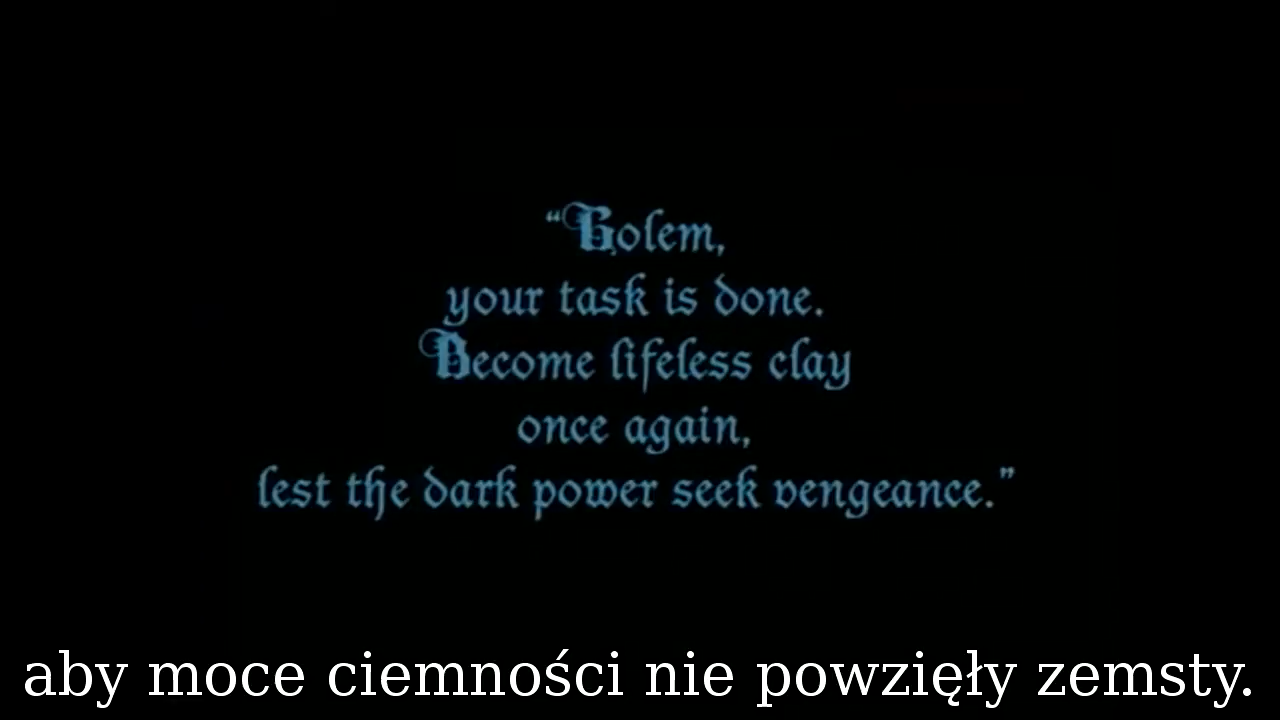 “Golem,
your task is done.
Become lifeless clay
once again,
lest the dark power seek vengeance.”
aby moce ciemności nie powzięły zemsty.